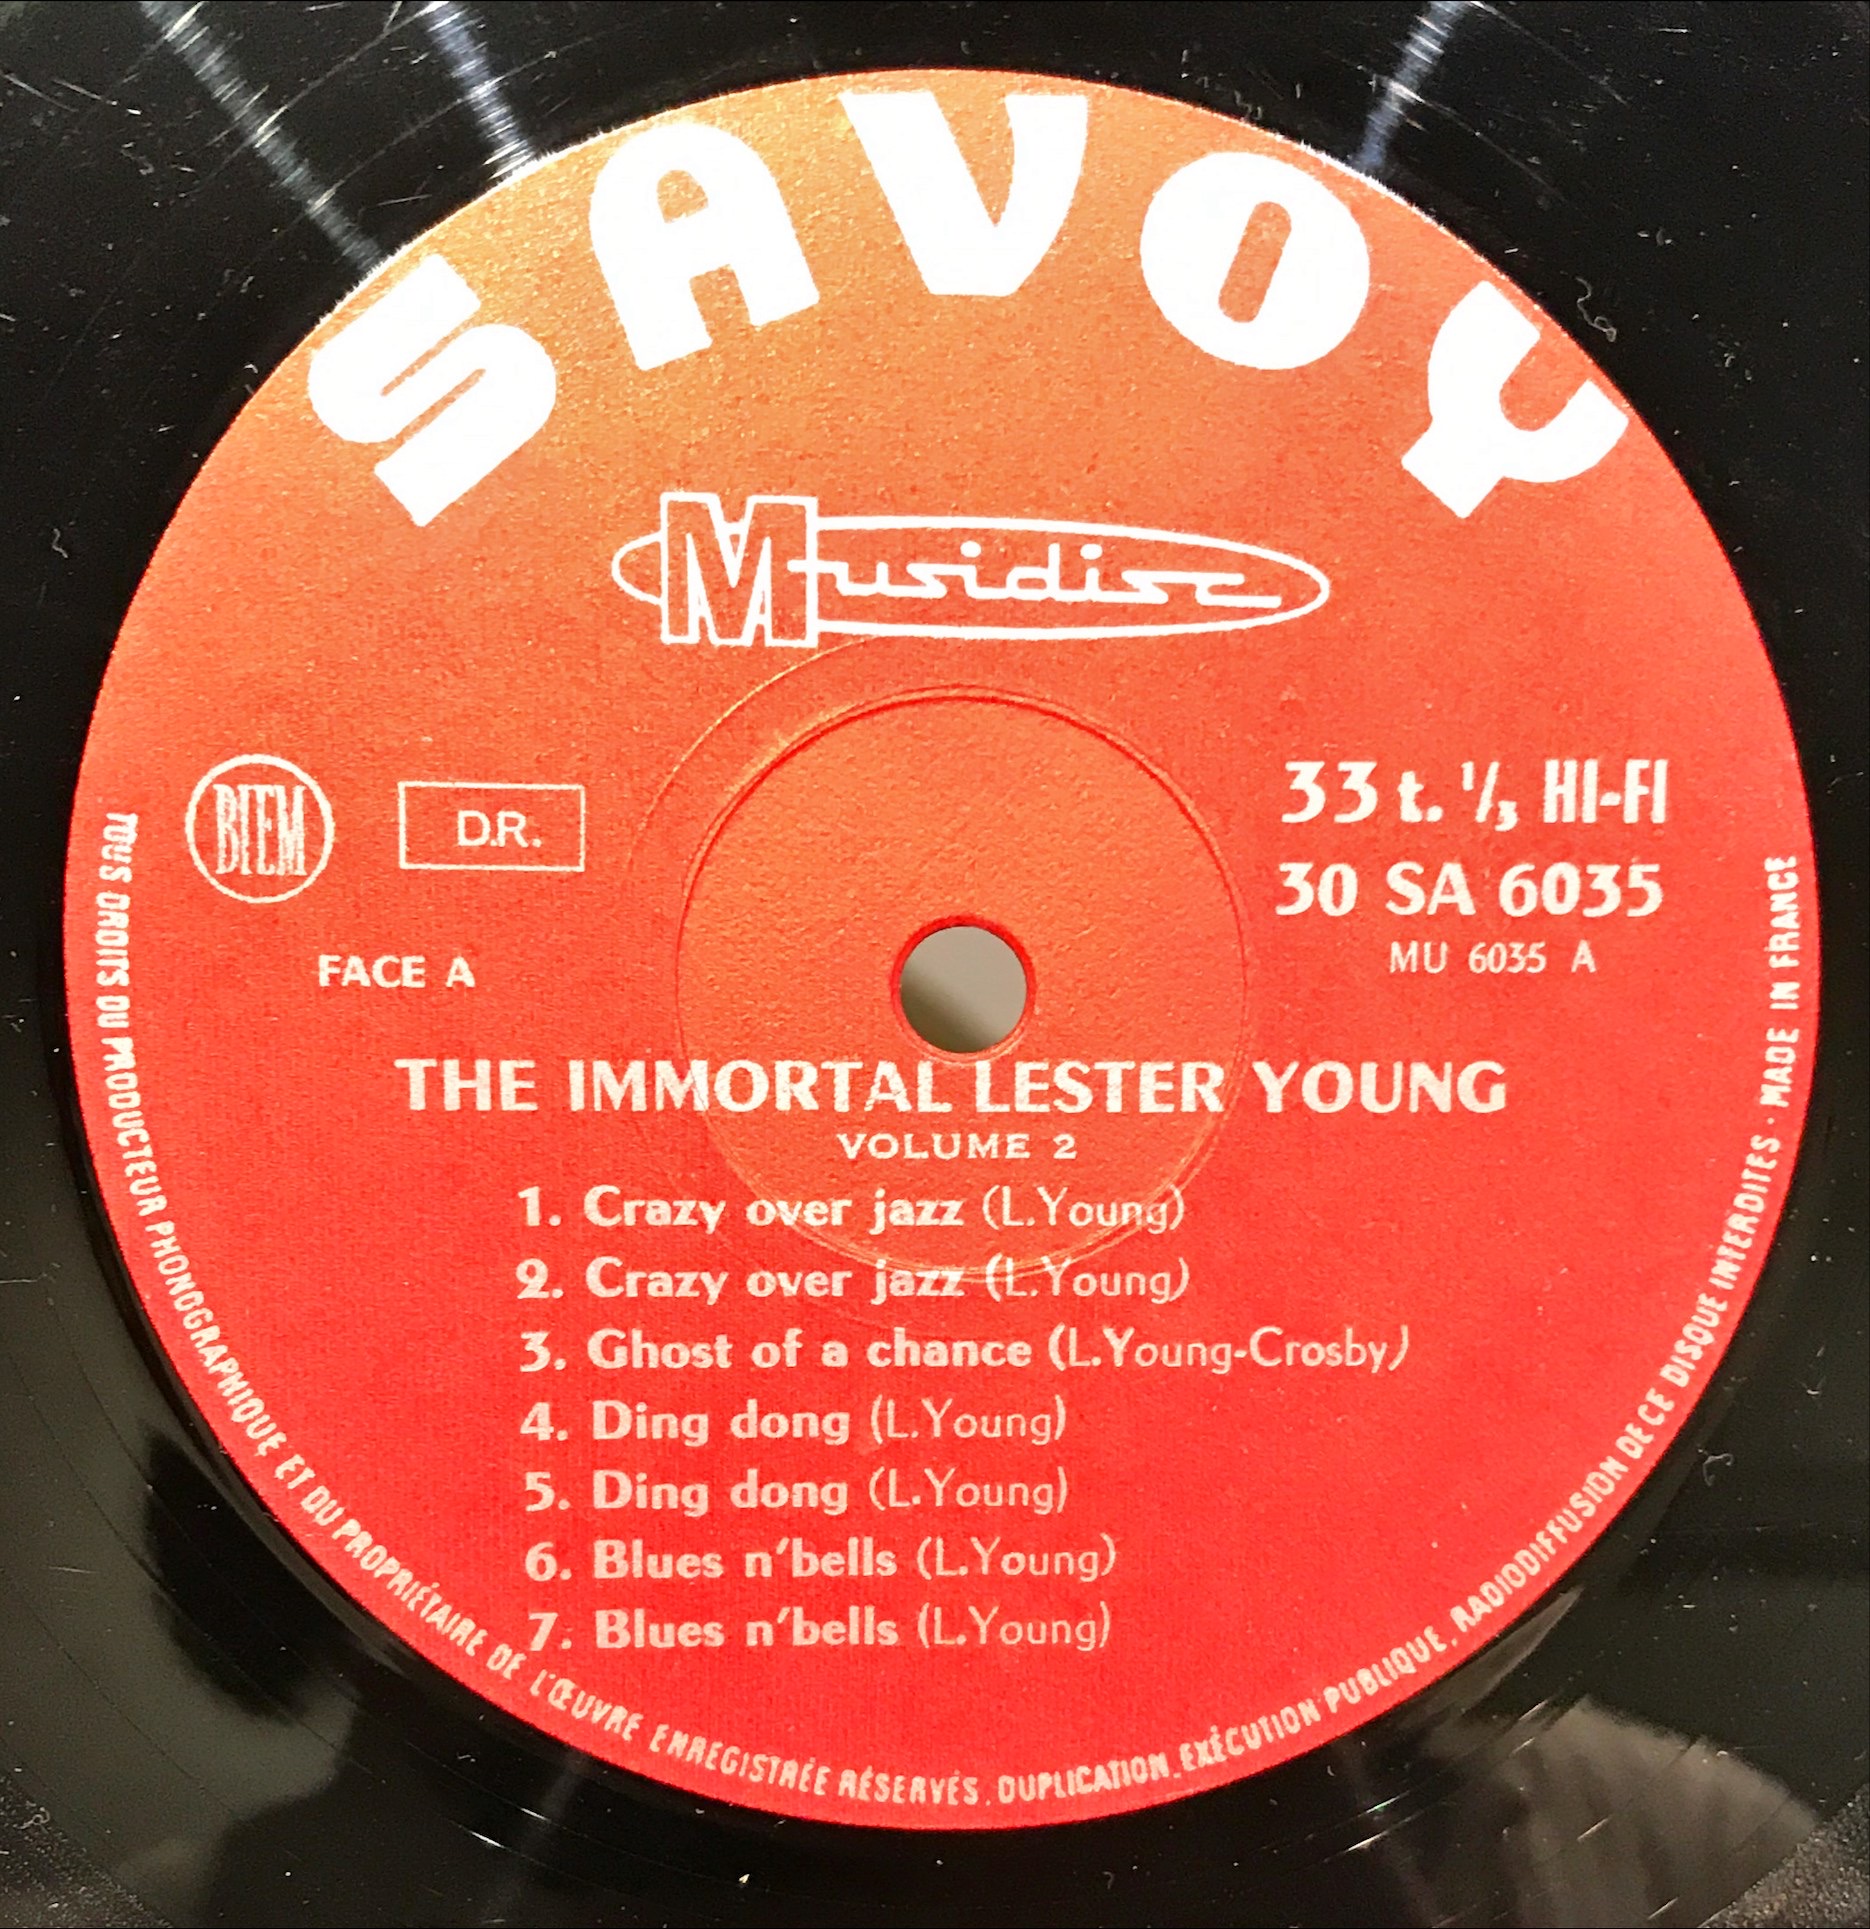 SAVOY
Musidisc
BIEM
D.R.
33 t. 1/3 HI-FI
30 SA 6035
MU 6035 A
FACE A
THE IMMORTAL LESTER YOUNG
VOLUME 2
1. Crazy over jazz (L.Young)
2. Crazy over jazz (L.Young)
3. Ghost of a chance (L.Young-Crosby)
4. Ding dong (L.Young)
5. Ding dong (L.Young)
6. Blues n'bells (L.Young)
7. Blues n'bells (L.Young)
TOUS DROITS DU PRODUCTEUR PHONOGRAPHIQUE ET DU PROPRIÉTAIRE DE L'ŒUVRE ENREGISTRÉE RÉSERVÉS. DUPLICATION, EXÉCUTION PUBLIQUE, RADIODIFFUSION DE CE DISQUE INTERDITES · MADE IN FRANCE